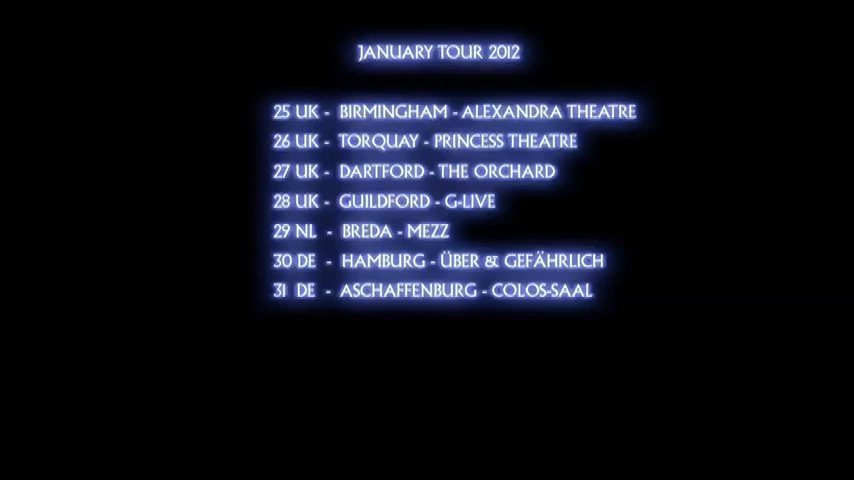 JANUARY TOUR 2012
25 UK - BIRMINGHAM - ALEXANDRA THEATRE
26 UK - TORQUAY - PRINCESS THEATRE
27 UK - DARTFORD - THE ORCHARD
28 UK - GUILDFORD - G-LIVE
29 NL - BREDA - MEZZ
30 DE - HAMBURG - ÜBER & GEFÄHRLICH
31 DE - ASCHAFFENBURG - COLOS-SAAL